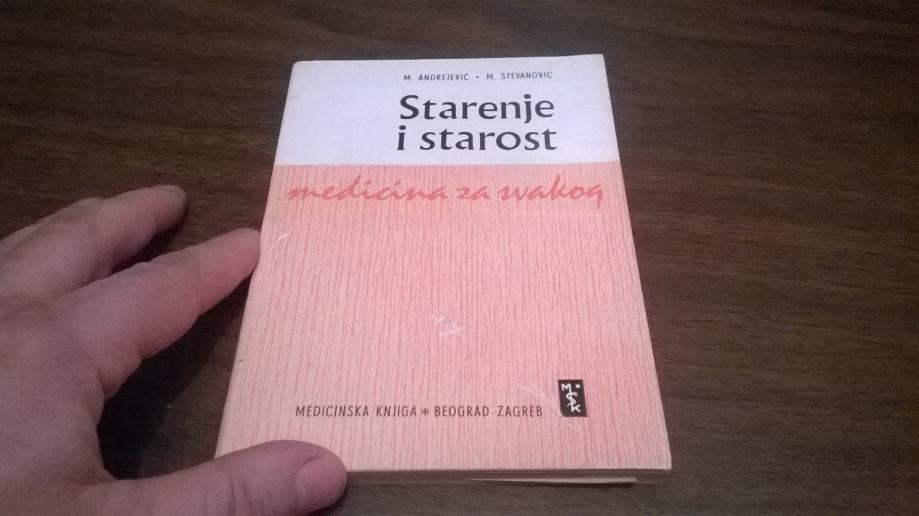 M. ANDREJEVIĆ • M. STEVANOVIĆ
Starenje
i starost
medicina za svakog
MEDICINSKA KNJIGA * BEOGRAD - ZAGREB
M * K